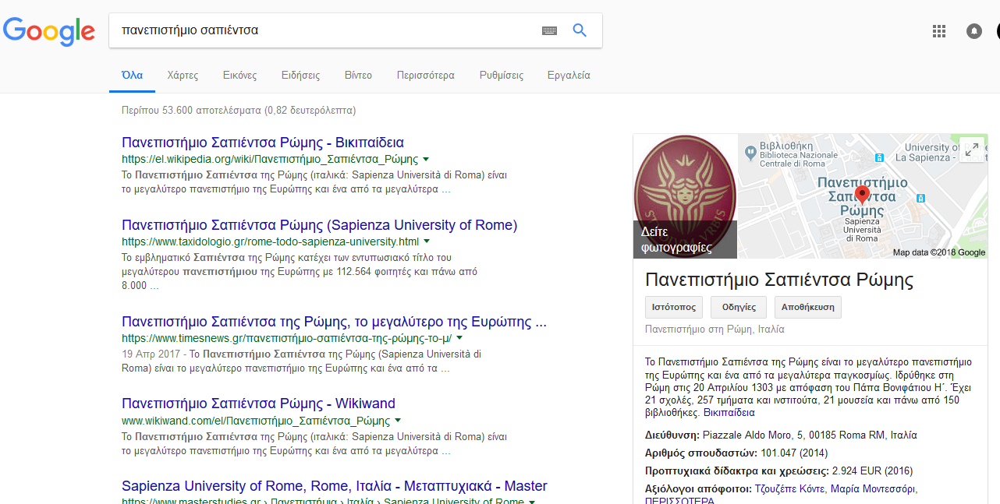 Google
πανεπιστήμιο σαπιέντσα
Όλα Χάρτες Εικόνες Ειδήσεις Βίντεο Περισσότερα Ρυθμίσεις Εργαλεία
Περίπου 53.600 αποτελέσματα (0,82 δευτερόλεπτα)
Πανεπιστήμιο Σαπιέντσα Ρώμης - Βικιπαίδεια
https://el.wikipedia.org/wiki/Πανεπιστήμιο_Σαπιέντσα_Ρώμης
Το Πανεπιστήμιο Σαπιέντσα της Ρώμης (ιταλικά: Sapienza Università di Roma) είναι
το μεγαλύτερο πανεπιστήμιο της Ευρώπης και ένα από τα μεγαλύτερα ...
Πανεπιστήμιο Σαπιέντσα Ρώμης (Sapienza University of Rome)
https://www.taxidologio.gr/rome-todo-sapienza-university.html
Το εμβληματικό Σαπιέντσα της Ρώμης κατέχει των εντυπωσιακό τίτλο του
μεγαλύτερου πανεπιστήμιου της Ευρώπης με 112.564 φοιτητές και πάνω από
8.000 ...
Πανεπιστήμιο Σαπιέντσα της Ρώμης, το μεγαλύτερο της Ευρώπης ...
https://www.timesnews.gr/πανεπιστήμιο-σαπιέντσα-της-ρώμης-το-μ/
19 Απρ 2017 - Το Πανεπιστήμιο Σαπιέντσα της Ρώμης (Sapienza Università di
Roma) είναι το μεγαλύτερο πανεπιστήμιο της Ευρώπης και ένα από τα ...
Πανεπιστήμιο Σαπιέντσα Ρώμης - Wikiwand
www.wikiwand.com/el/Πανεπιστήμιο_Σαπιέντσα_Ρώμης
Το Πανεπιστήμιο Σαπιέντσα της Ρώμης (ιταλικά: Sapienza Università di Roma) είναι
το μεγαλύτερο πανεπιστήμιο της Ευρώπης και ένα από τα μεγαλύτερα ...
Sapienza University of Rome, Rome, Ιταλία - Μεταπτυχιακά - Master
https://www.masterstudies.gr › Πανεπιστήμια › Ιταλία › Sapienza University of Rome
Δείτε
φωτογραφίες
Βιβλιοθήκη
Biblioteca Nazionale
Centrale di Roma
University of
La Sapienza -
Πανεπιστήμιο
Σαπιέντσα
Ρώμης
Sapienza
Università
di Roma
Map data ©2018 Google
Πανεπιστήμιο Σαπιέντσα Ρώμης
Ιστότοπος Οδηγίες Αποθήκευση
Πανεπιστήμιο στη Ρώμη, Ιταλία
Το Πανεπιστήμιο Σαπιέντσα της Ρώμης είναι το μεγαλύτερο πανεπιστήμιο
της Ευρώπης και ένα από τα μεγαλύτερα παγκοσμίως. Ιδρύθηκε στη
Ρώμη στις 20 Απριλίου 1303 με απόφαση του Πάπα Βονιφάτιου Η΄. Έχει
21 σχολές, 257 τμήματα και ινστιτούτα, 21 μουσεία και πάνω από 150
βιβλιοθήκες. Βικιπαίδεια
Διεύθυνση: Piazzale Aldo Moro, 5, 00185 Roma RM, Ιταλία
Αριθμός σπουδαστών: 101.047 (2014)
Προπτυχιακά δίδακτρα και χρεώσεις: 2.924 EUR (2016)
Αξιόλογοι απόφοιτοι: Τζουζέπε Κόντε, Μαρία Μοντεσσόρι,
ΠΕΡΙΣΣΟΤΕΡΑ